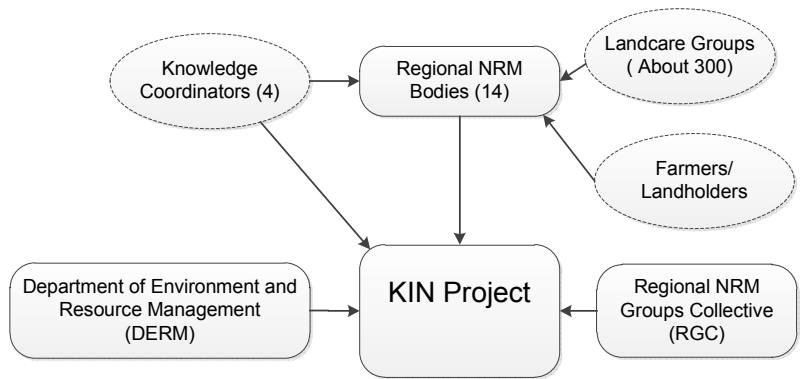 Knowledge
Coordinators (4)
Regional NRM
Bodies (14)
Landcare Groups
( About 300)
Farmers/
Landholders
Department of Environment and
Resource Management
(DERM)
KIN Project
Regional NRM
Groups Collective
(RGC)